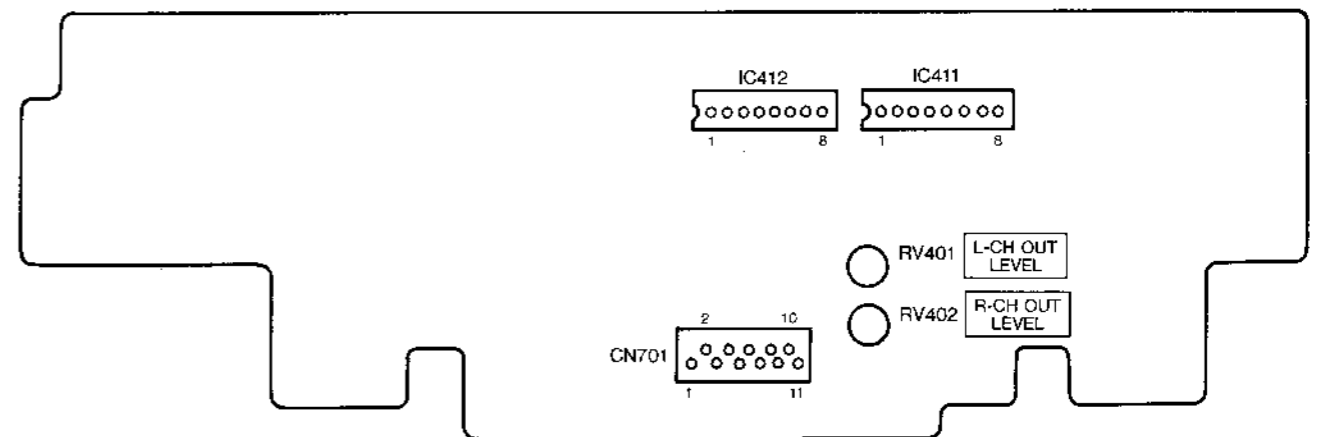 IC412
IC411
1 8
1 8
RV401
L-CH OUT
LEVEL
RV402
R-CH OUT
LEVEL
2 10
CN701
1 11